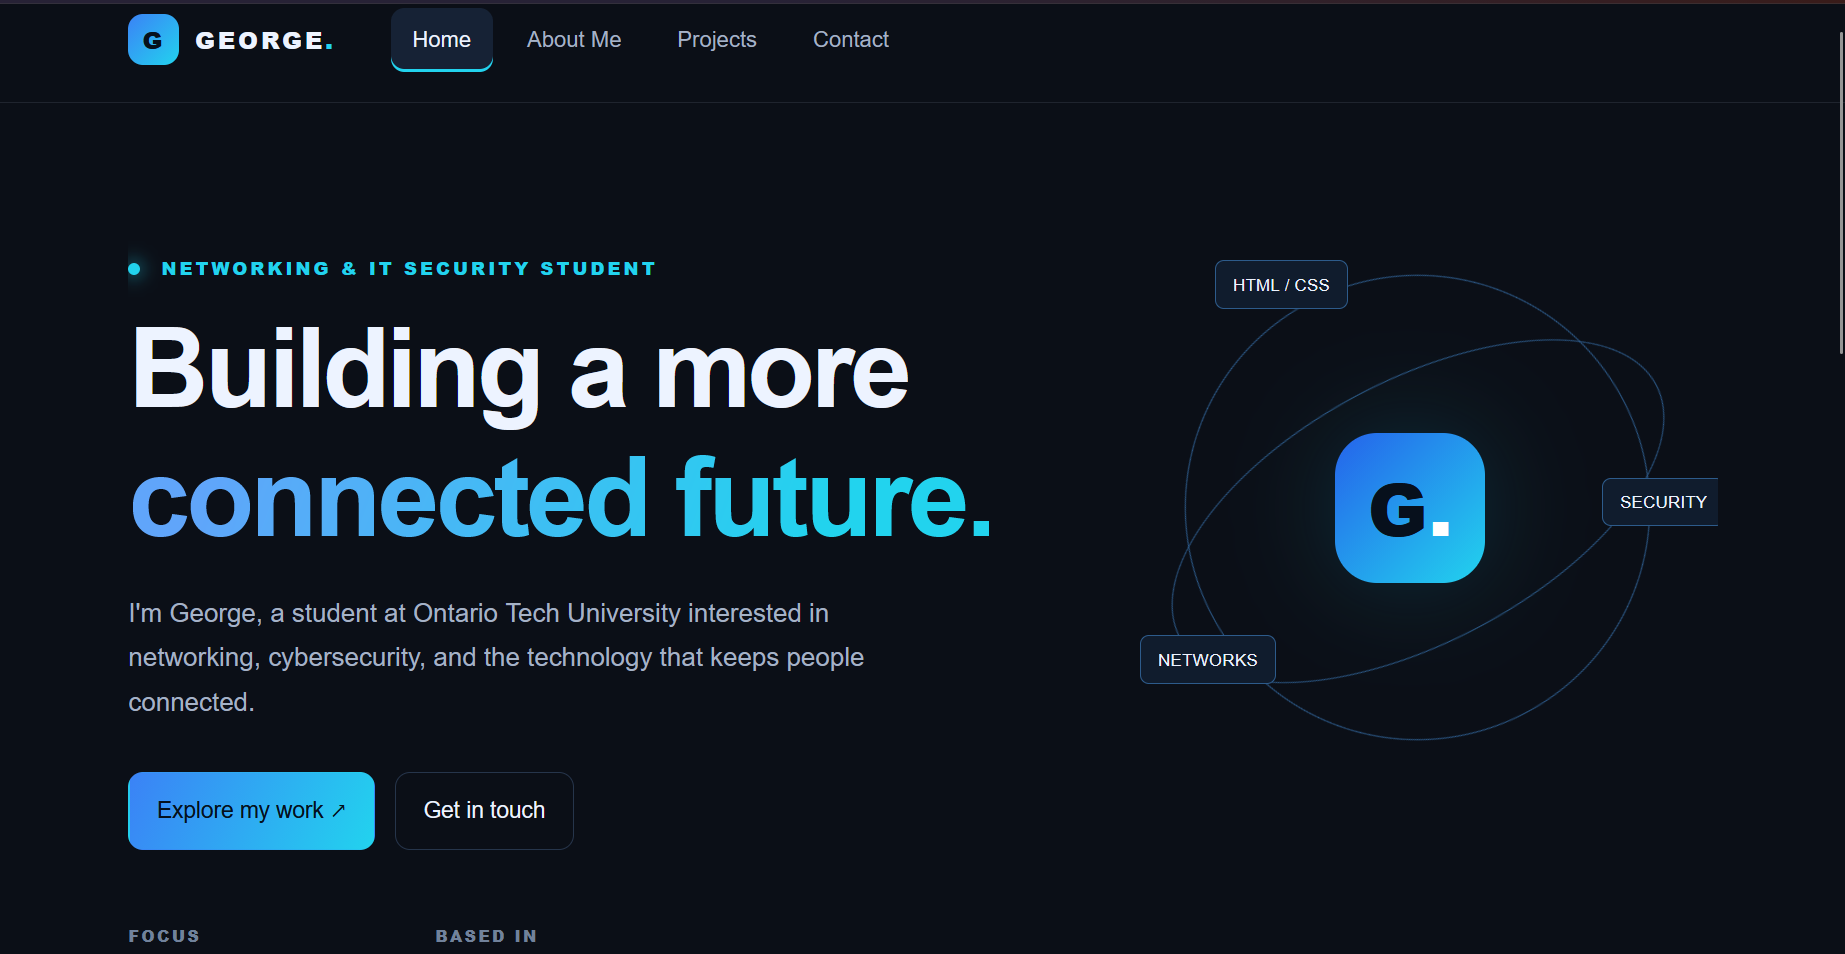 G GEORGE.
Home
About Me
Projects
Contact
NETWORKING & IT SECURITY STUDENT
Building a more
connected future.
I'm George, a student at Ontario Tech University interested in
networking, cybersecurity, and the technology that keeps people
connected.
Explore my work ↗
Get in touch
FOCUS
BASED IN
HTML / CSS
G.
SECURITY
NETWORKS